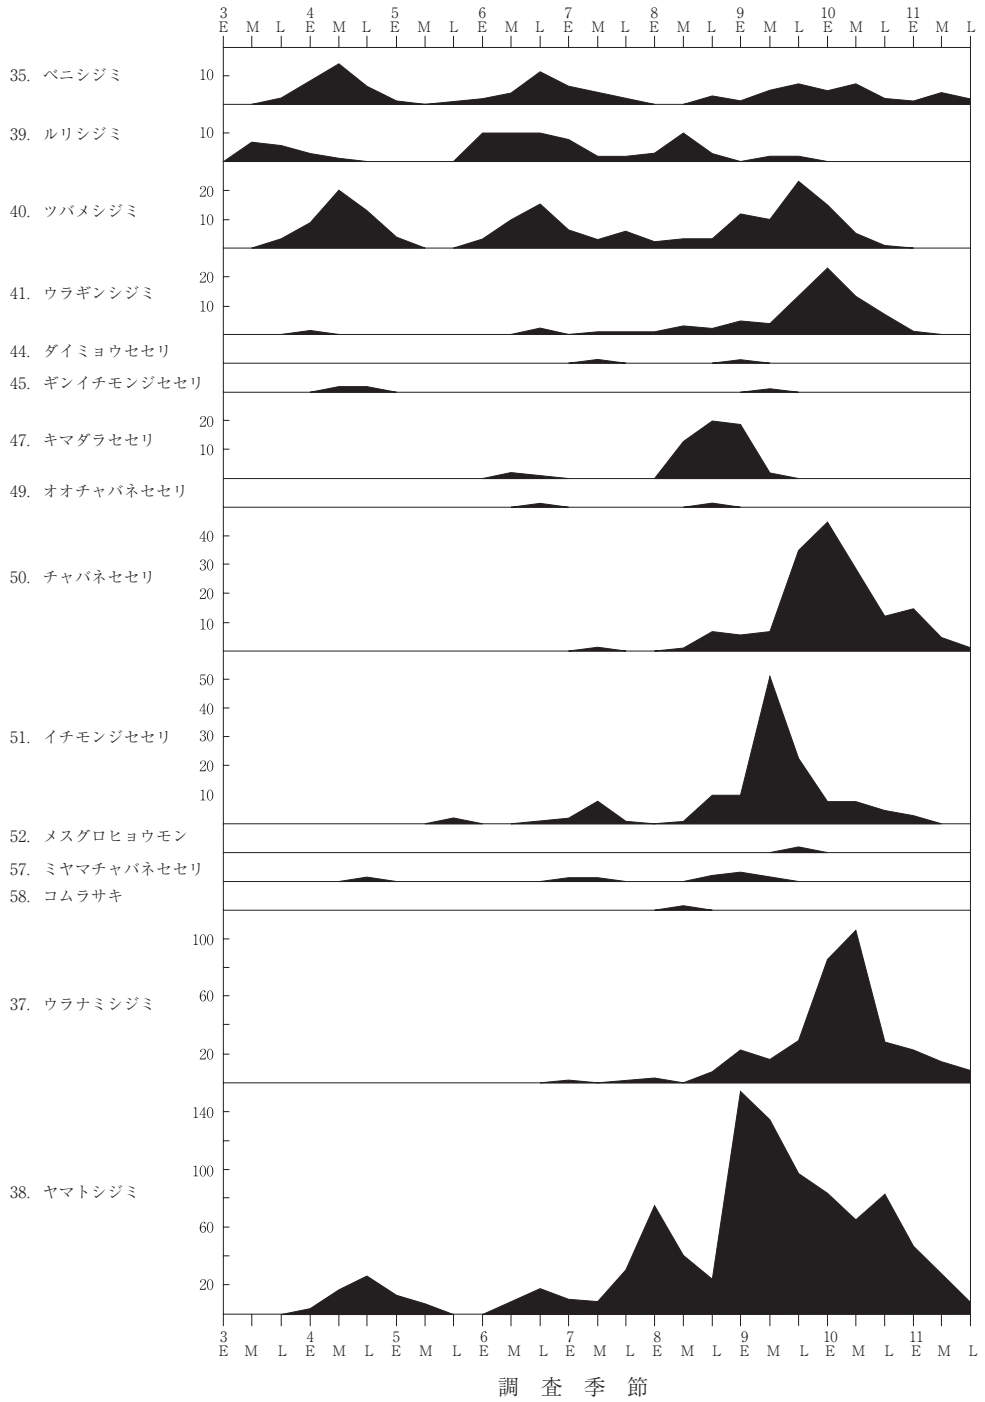 3 4 5 6 7 8 9 10 11
E M L E M L E M L E M L E M L E M L E M L E M L E M L
35. ベニシジミ 10
39. ルリシジミ 10
20
40. ツバメシジミ 10
20
41. ウラギンシジミ 10
44. ダイミョウセセリ
45. ギンイチモンジセセリ
20
47. キマダラセセリ 10
49. オオチャバネセセリ
40
30
50. チャバネセセリ 20
10
50
40
51. イチモンジセセリ 30
20
10
52. メスグロヒョウモン
57. ミヤマチャバネセセリ
58. コムラサキ
100
37. ウラナミシジミ 60
20
140
100
38. ヤマトシジミ 60
20
3 4 5 6 7 8 9 10 11
E M L E M L E M L E M L E M L E M L E M L E M L E M L
調査季節